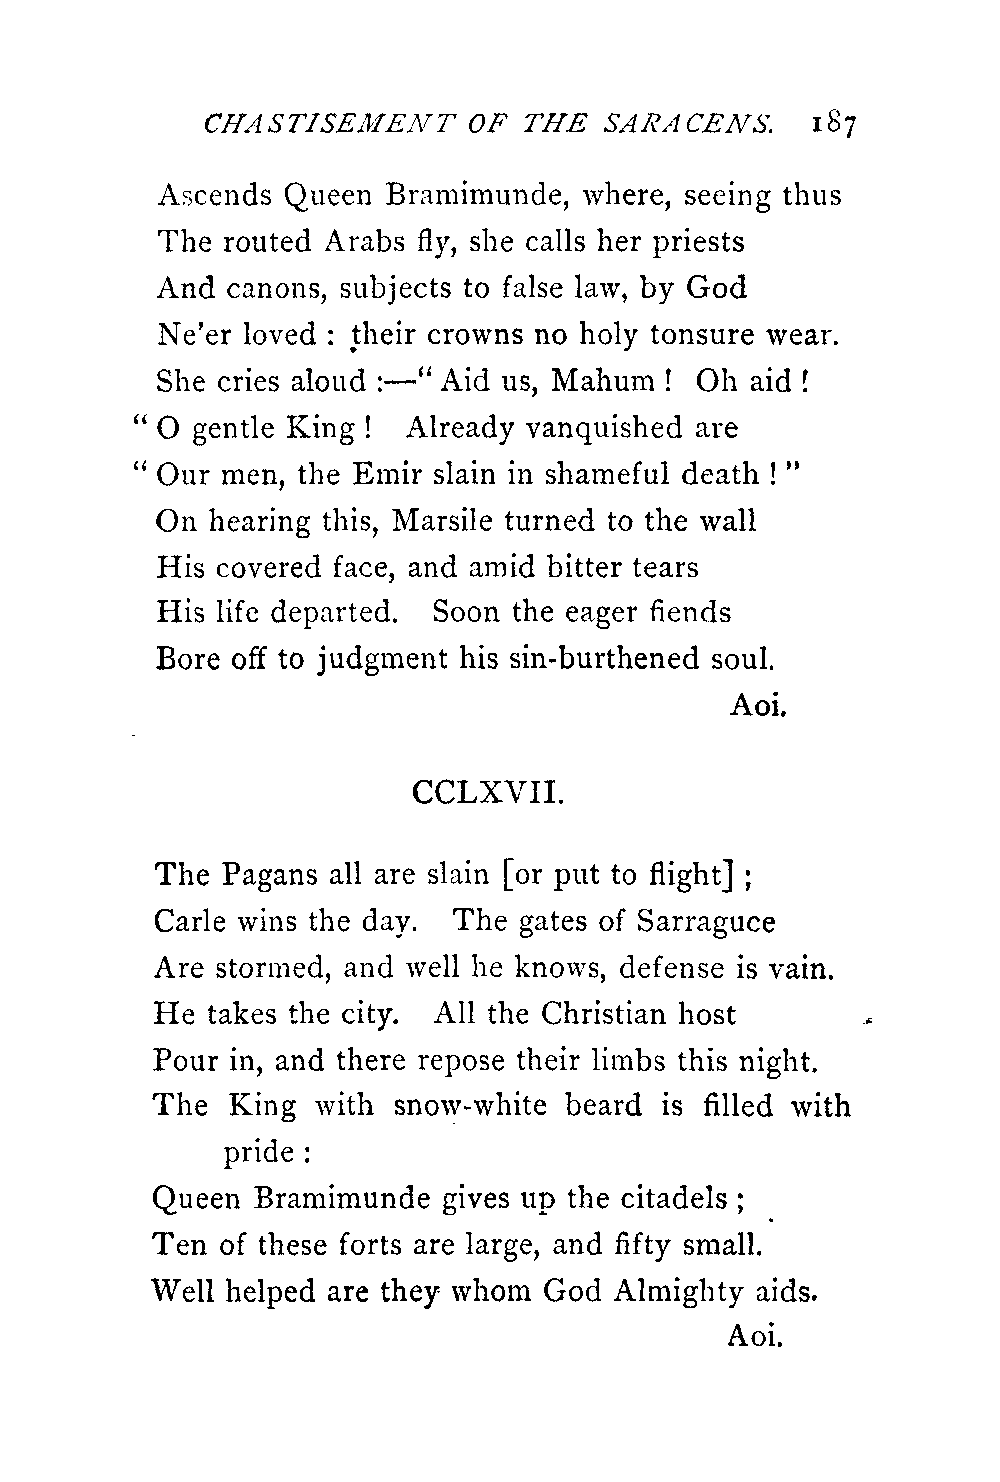 CHASTISEMENT OF THE SARACENS. 187
Ascends Queen Bramimunde, where, seeing thus
The routed Arabs fly, she calls her priests
And canons, subjects to false law, by God
Ne'er loved : their crowns no holy tonsure wear.
She cries aloud :—“ Aid us, Mahum ! Oh aid !
“ O gentle King ! Already vanquished are
“ Our men, the Emir slain in shameful death ! ”
On hearing this, Marsile turned to the wall
His covered face, and amid bitter tears
His life departed. Soon the eager fiends
Bore off to judgment his sin-burthened soul.
Aoi.
CCLXVII.
The Pagans all are slain [or put to flight] ;
Carle wins the day. The gates of Sarraguce
Are stormed, and well he knows, defense is vain.
He takes the city. All the Christian host
Pour in, and there repose their limbs this night.
The King with snow-white beard is filled with
pride :
Queen Bramimunde gives up the citadels ;
Ten of these forts are large, and fifty small.
Well helped are they whom God Almighty aids.
Aoi.